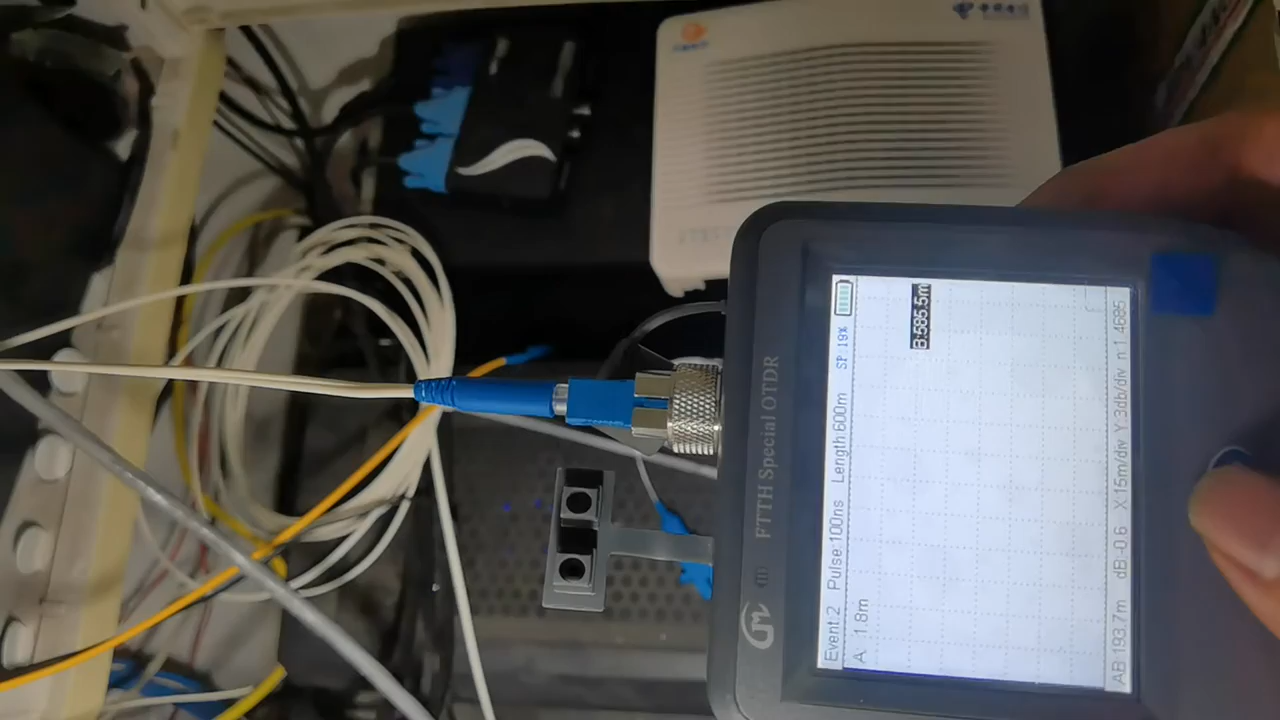 FTTH Special OTDR
Event:2 Pulse:100ns Length:600m SP 19%
A: 1.8m
B:585.5m
AB 193.7m dB:-0.6 X 15m/div Y 3db/div n 1.4685